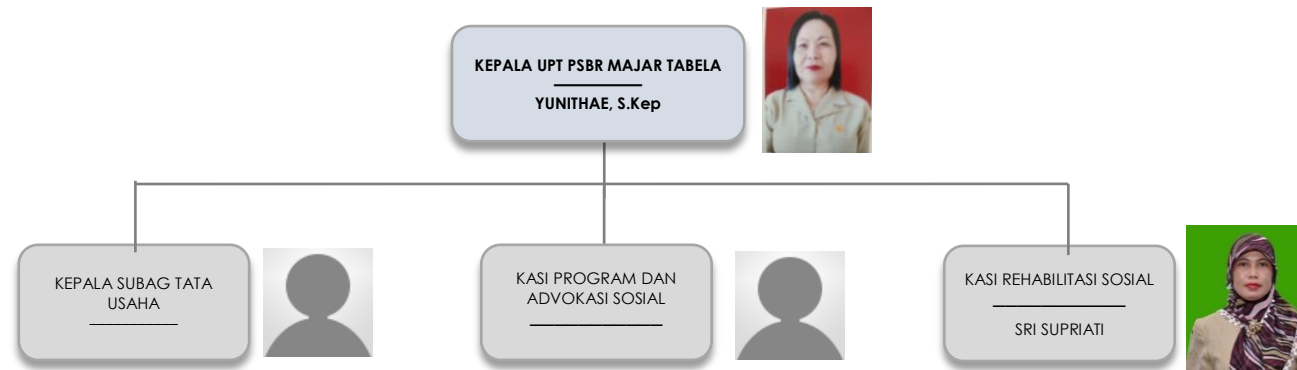 KEPALA UPT PSBR MAJAR TABELA
YUNITHAE, S.Kep
KEPALA SUBAG TATA
USAHA
KASI PROGRAM DAN
ADVOKASI SOSIAL
KASI REHABILITASI SOSIAL
SRI SUPRIATI